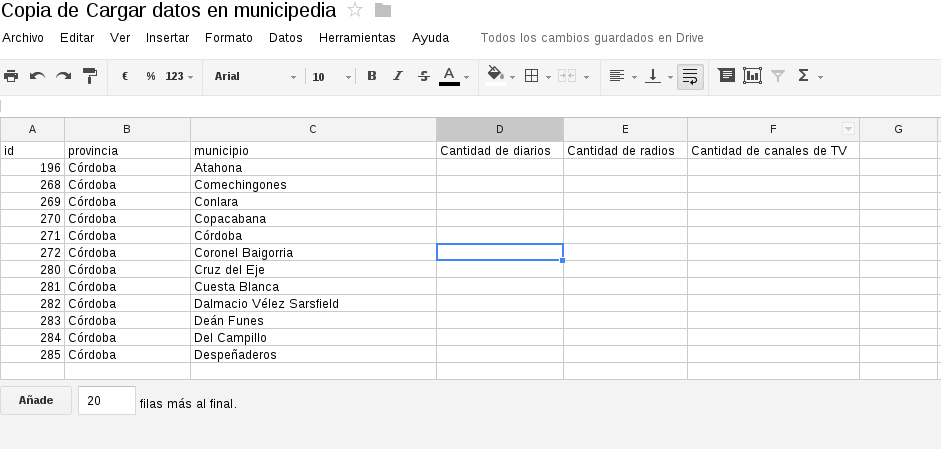 Copia de Cargar datos en municipedia
Archivo Editar Ver Insertar Formato Datos Herramientas Ayuda Todos los cambios guardados en Drive
€ % 123 Arial 10 B I S A Σ
A B C D E F G
id provincia municipio Cantidad de diarios Cantidad de radios Cantidad de canales de TV
196 Córdoba Atahona
268 Córdoba Comechingones
269 Córdoba Conlara
270 Córdoba Copacabana
271 Córdoba Córdoba
272 Córdoba Coronel Baigorria
280 Córdoba Cruz del Eje
281 Córdoba Cuesta Blanca
282 Córdoba Dalmacio Vélez Sarsfield
283 Córdoba Deán Funes
284 Córdoba Del Campillo
285 Córdoba Despeñaderos
Añade 20 filas más al final.